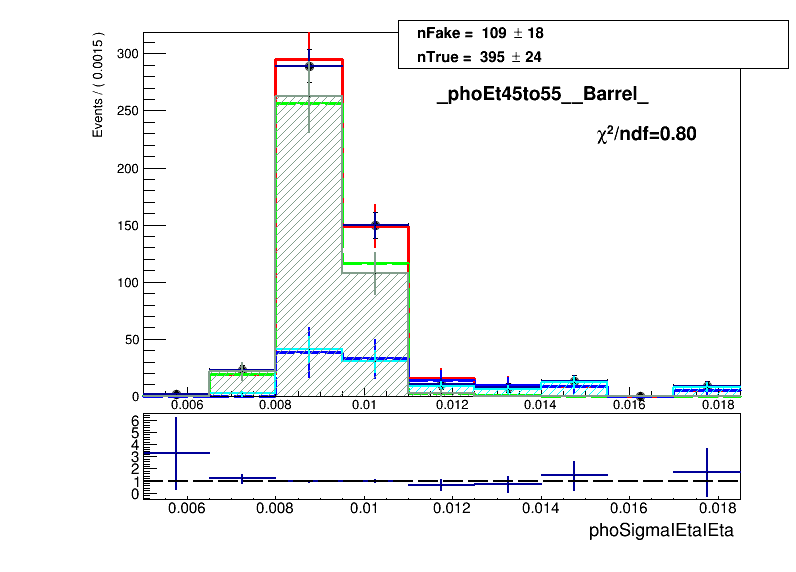 nFake = 109 ± 18
nTrue = 395 ± 24
_phoEt45to55__Barrel_
χ²/ndf=0.80
Events / ( 0.0015 )
300
250
200
150
100
50
0
0.006 0.008 0.01 0.012 0.014 0.016 0.018
6
5
4
3
2
1
0
0.006 0.008 0.01 0.012 0.014 0.016 0.018
phoSigmaIEtaIEta